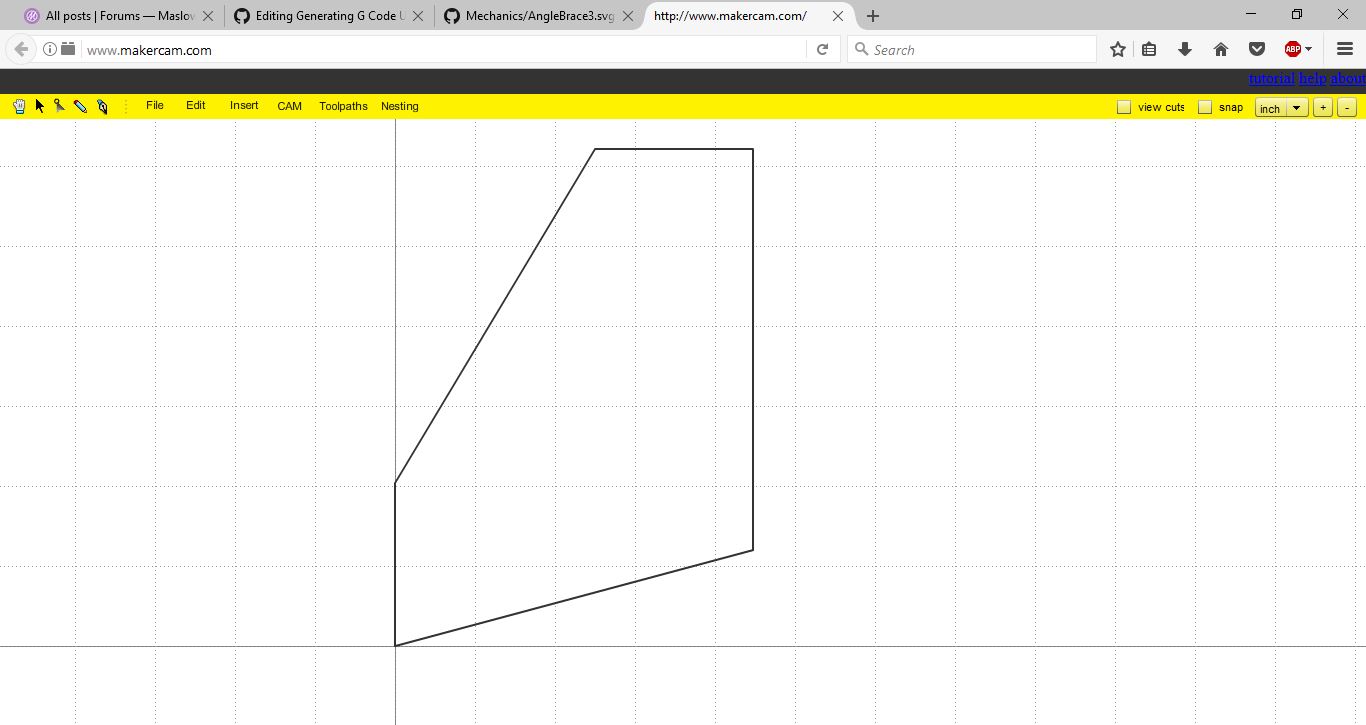 All posts | Forums — Maslow
Editing Generating G Code U
Mechanics/AngleBrace3.svg
http://www.makercam.com/
www.makercam.com
Search
ABP
tutorial help about
File Edit Insert CAM Toolpaths Nesting
view cuts snap inch + -